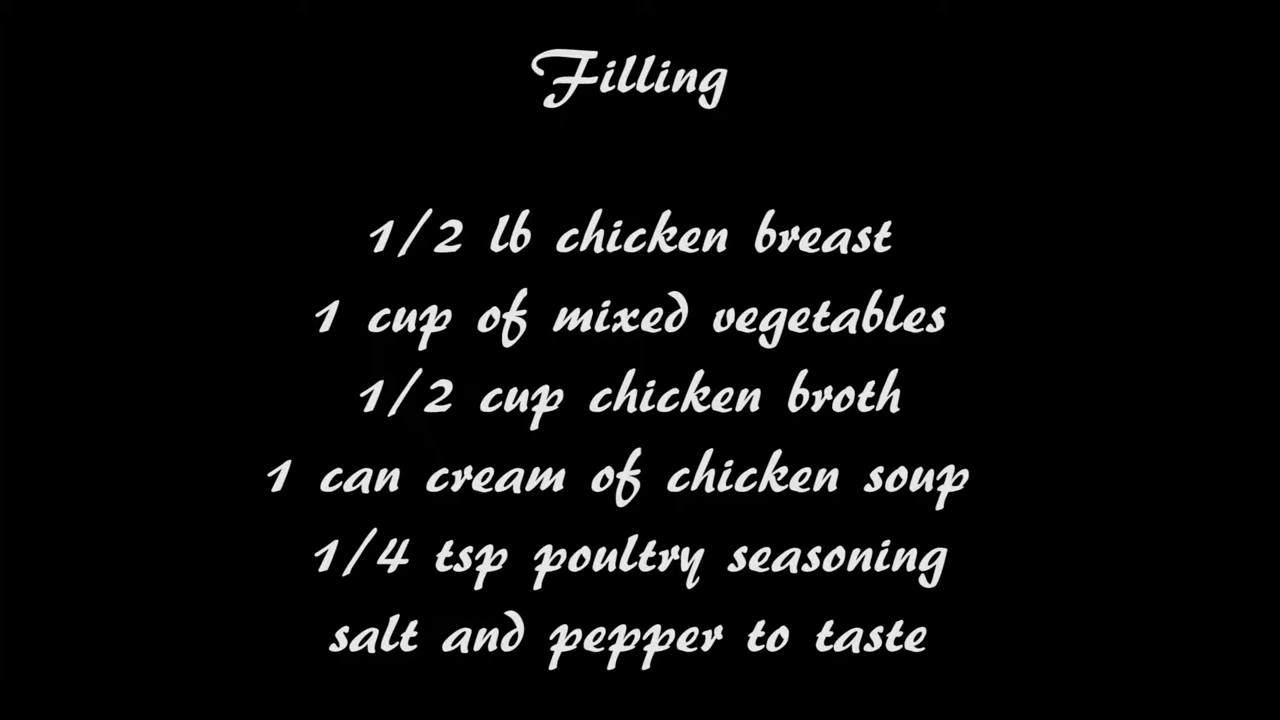 Filling
1/2 lb chicken breast
1 cup of mixed vegetables
1/2 cup chicken broth
1 can cream of chicken soup
1/4 tsp poultry seasoning
salt and pepper to taste